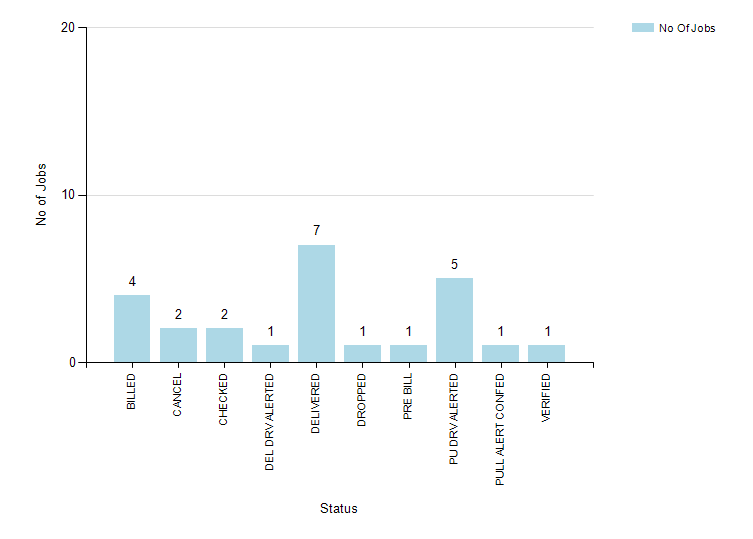 20
No Of Jobs
No of Jobs
10
7
5
4
2
2
1
1
1
1
1
0
BILLED
CANCEL
CHECKED
DEL DRV ALERTED
DELIVERED
DROPPED
PRE BILL
PU DRV ALERTED
PULL ALERT CONFED
VERIFIED
Status